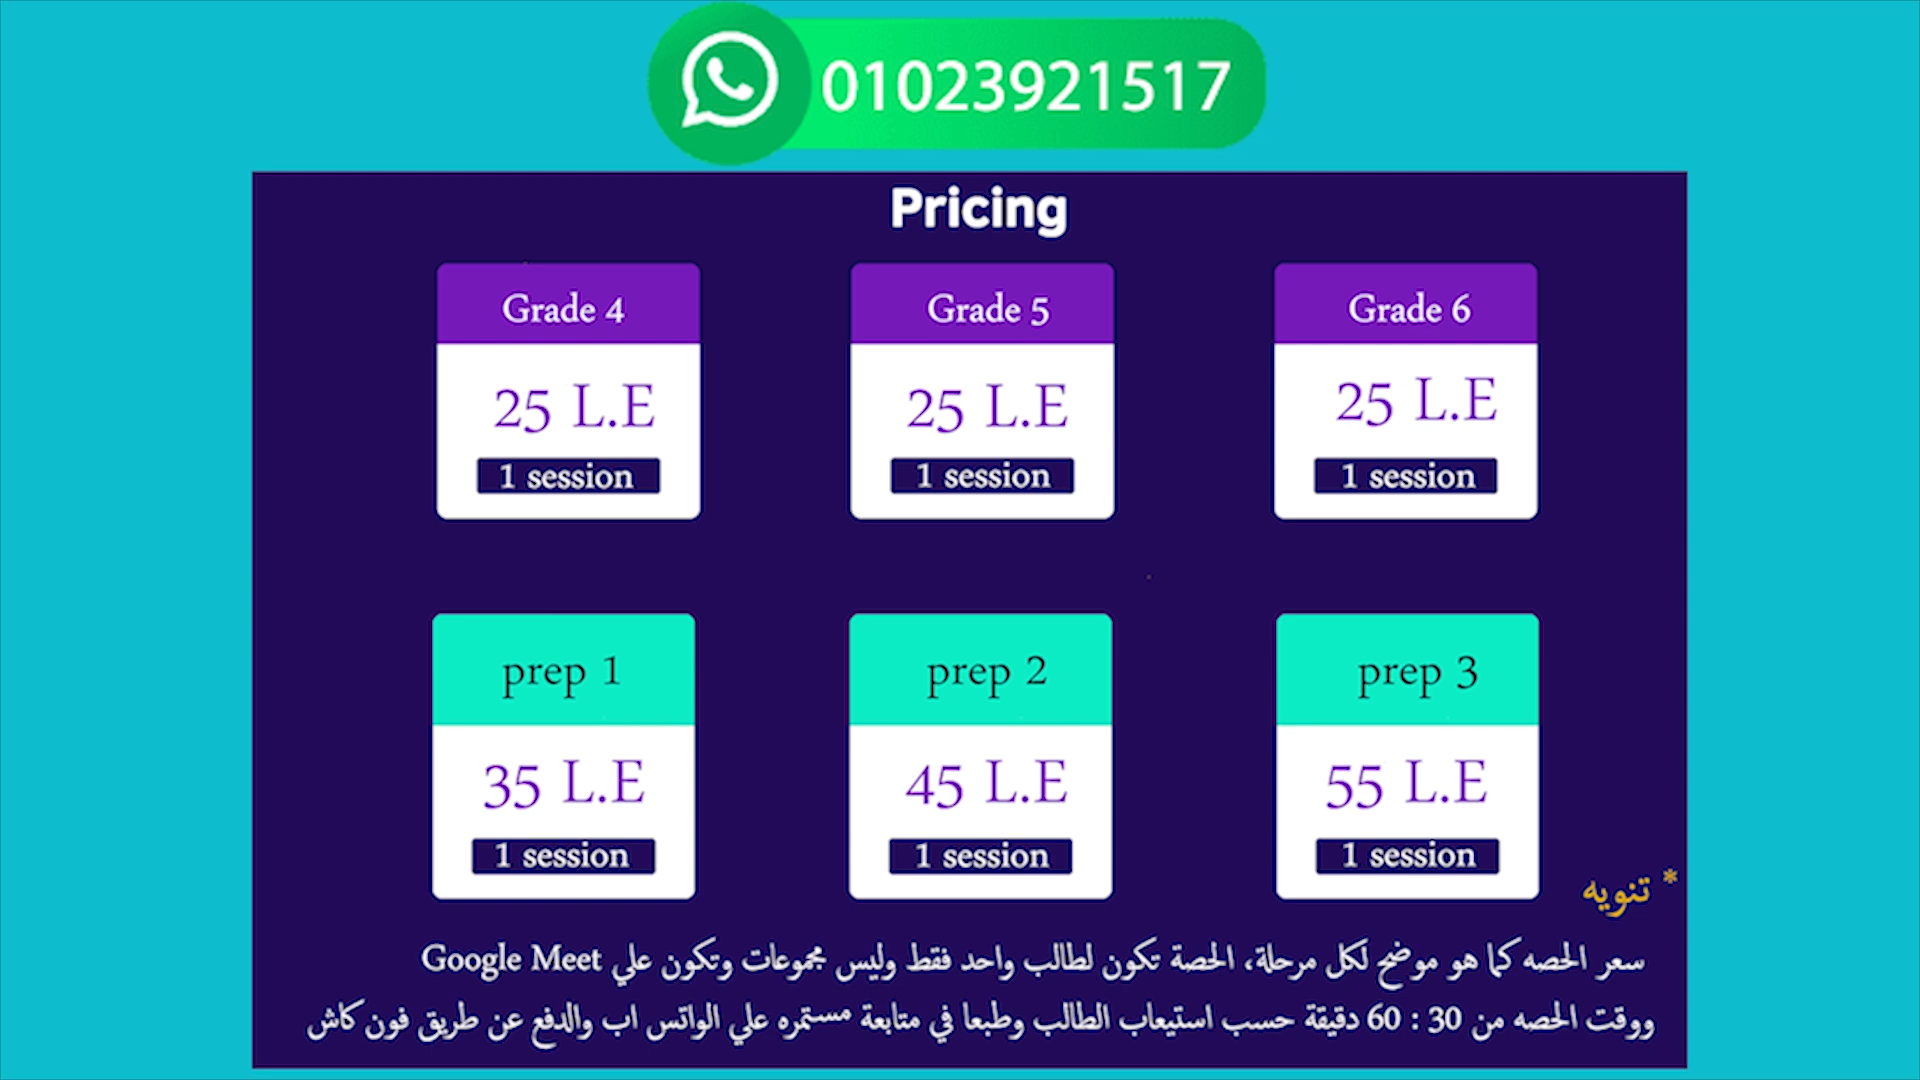 01023921517
Pricing
Grade 4
25 L.E
1 session
Grade 5
25 L.E
1 session
Grade 6
25 L.E
1 session
prep 1
35 L.E
1 session
prep 2
45 L.E
1 session
prep 3
55 L.E
1 session
* تنويه
سعر الحصه كما هو موضح لكل مرحلة، الحصة تكون لطالب واحد فقط وليس مجموعات وتكون علي Google Meet
ووقت الحصه من 30 : 60 دقيقة حسب استيعاب الطالب وطبعا في متابعة مستمره علي الواتس اب والدفع عن طريق فون كاش